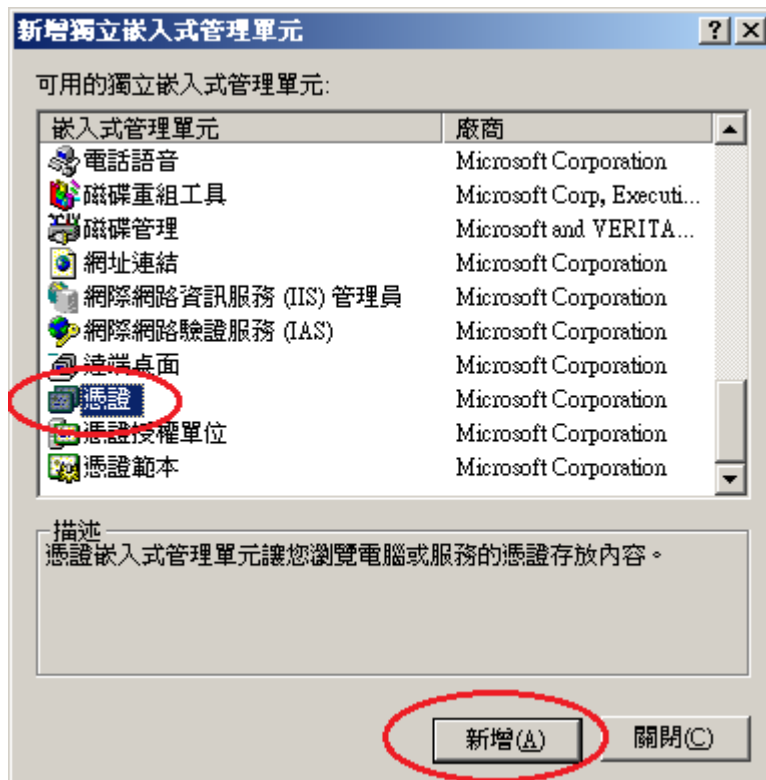 新增獨立嵌入式管理單元
可用的獨立嵌入式管理單元:
嵌入式管理單元 廠商
電話語音 Microsoft Corporation
磁碟重組工具 Microsoft Corp, Executi...
磁碟管理 Microsoft and VERITA...
網址連結 Microsoft Corporation
網際網路資訊服務 (IIS) 管理員 Microsoft Corporation
網際網路驗證服務 (IAS) Microsoft Corporation
遠端桌面 Microsoft Corporation
憑證 Microsoft Corporation
憑證授權單位 Microsoft Corporation
憑證範本 Microsoft Corporation
描述
憑證嵌入式管理單元讓您瀏覽電腦或服務的憑證存放內容。
新增(A) 關閉(C)